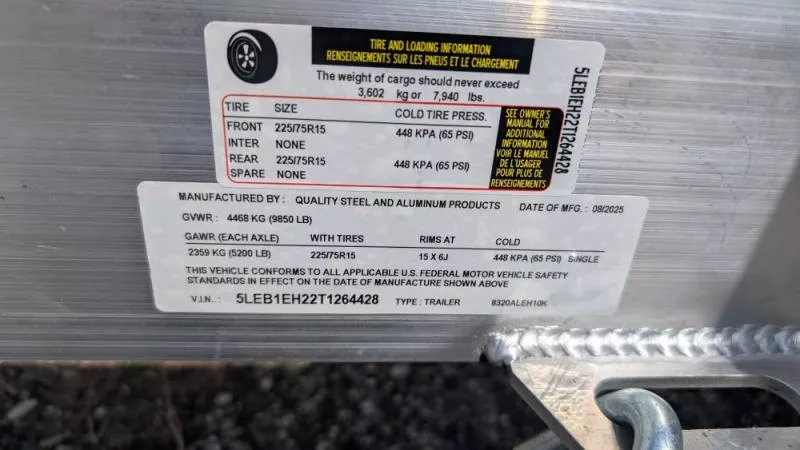 TIRE AND LOADING INFORMATION
RENSEIGNEMENTS SUR LES PNEUS ET LE CHARGEMENT
The weight of cargo should never exceed
3,602 kg or 7,940 lbs.
TIRE SIZE COLD TIRE PRESS.
FRONT 225/75R15 448 KPA (65 PSI)
INTER NONE
REAR 225/75R15 448 KPA (65 PSI)
SPARE NONE
SEE OWNER'S
MANUAL FOR
ADDITIONAL
INFORMATION
VOIR LE MANUEL
DE L'USAGER
POUR PLUS DE
RENSEIGNEMENTS
5LEB1EH22T1264428
MANUFACTURED BY: QUALITY STEEL AND ALUMINUM PRODUCTS DATE OF MFG.: 08/2025
GVWR: 4468 KG (9850 LB)
GAWR (EACH AXLE) WITH TIRES RIMS AT COLD
2359 KG (5200 LB) 225/75R15 15 X 6J 448 KPA (65 PSI) SINGLE
THIS VEHICLE CONFORMS TO ALL APPLICABLE U.S. FEDERAL MOTOR VEHICLE SAFETY
STANDARDS IN EFFECT ON THE DATE OF MANUFACTURE SHOWN ABOVE
V.I.N.: 5LEB1EH22T1264428 TYPE: TRAILER 8320ALEH10K